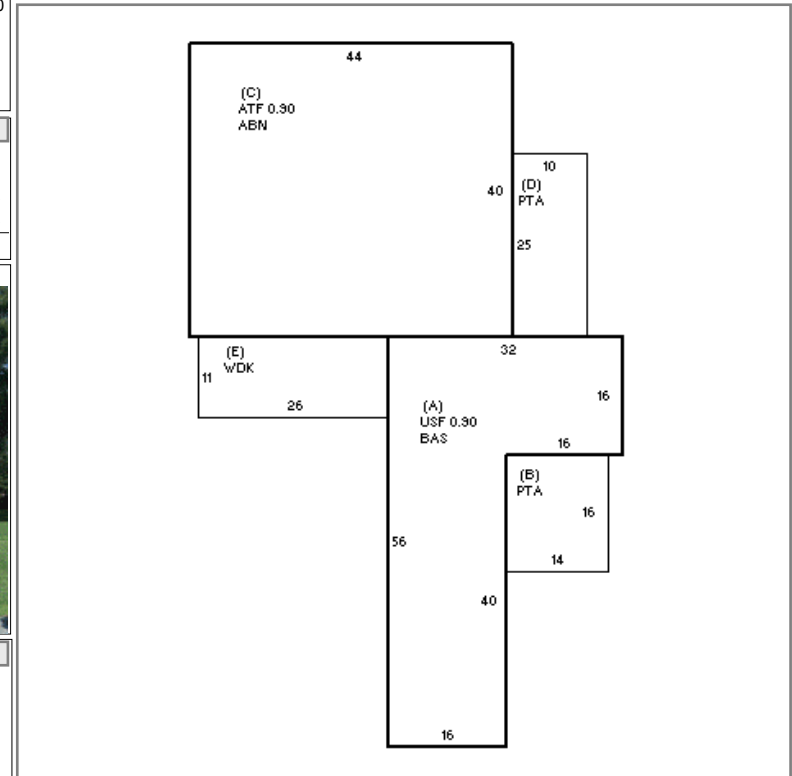 44
(C)
ATF 0.90
ABN
10
40
(D)
PTA
25
32
(E)
WDK
11
26
16
(A)
USF 0.90
BAS
16
(B)
PTA
16
56
14
40
16